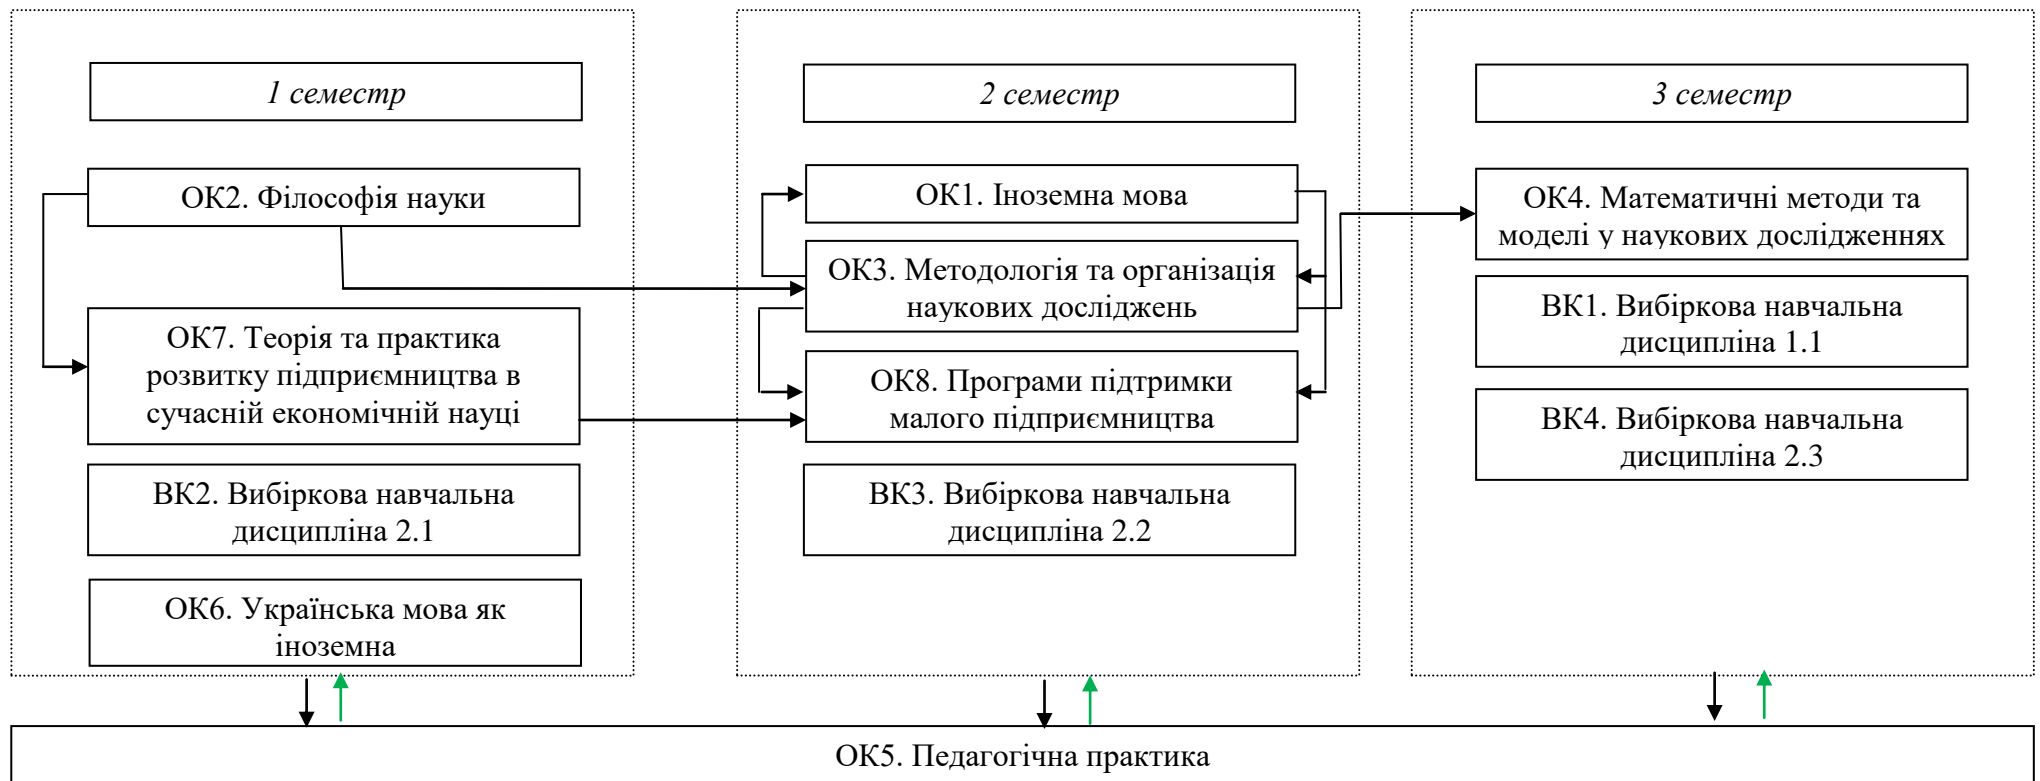 1 семестр
ОК2. Філософія науки
ОК7. Теорія та практика
розвитку підприємництва в
сучасній економічній науці
ВК2. Вибіркова навчальна
дисципліна 2.1
ОК6. Українська мова як
іноземна
2 семестр
ОК1. Іноземна мова
ОК3. Методологія та організація
наукових досліджень
ОК8. Програми підтримки
малого підприємництва
ВК3. Вибіркова навчальна
дисципліна 2.2
3 семестр
ОК4. Математичні методи та
моделі у наукових дослідженнях
ВК1. Вибіркова навчальна
дисципліна 1.1
ВК4. Вибіркова навчальна
дисципліна 2.3
ОК5. Педагогічна практика